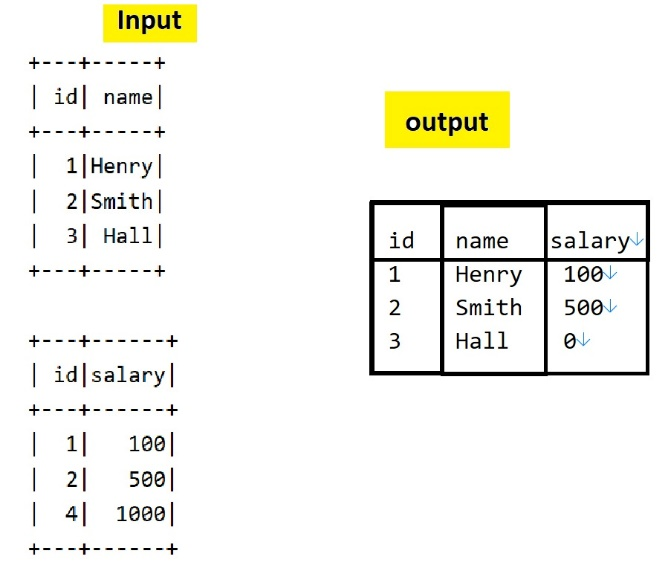 Input
+---+-----+
| id| name|
+---+-----+
| 1|Henry|
| 2|Smith|
| 3| Hall|
+---+-----+
+---+------+
| id|salary|
+---+------+
| 1| 100|
| 2| 500|
| 4| 1000|
+---+------+
output
id name salary↓
1 Henry 100↓
2 Smith 500↓
3 Hall 0↓